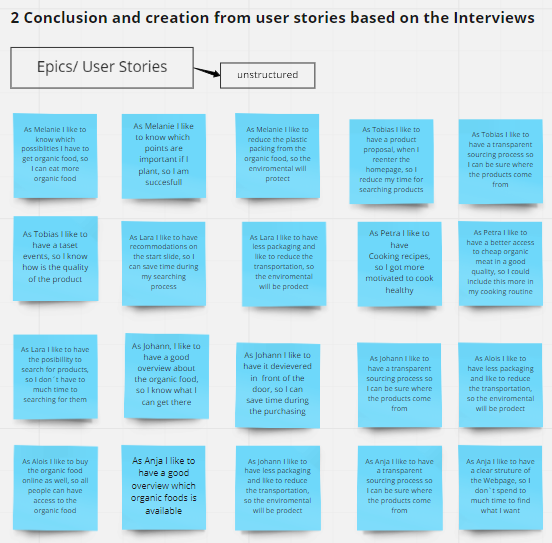 2 Conclusion and creation from user stories based on the Interviews
Epics/ User Stories
unstructured
As Melanie I like to
know which
possiblities I have to
get organic food, so
I can eat more
organic food
As Melanie I like
to know which
points are
important if I
plant, so I am
succesfull
As Melanie I like to
reduce the plastic
packing from the
organic food, so the
enviromental will
protect
As Tobias I like to
have a product
proposal, when I
reenter the
homepage, so I
reduce my time for
searching products
As Tobias I like to
have a transparent
sourcing process so
I can be sure where
the products come
from
As Tobias I like to
have a taset
events, so I know
how is the quality
of the product
As Lara I like to have
recommodations on
the start slide, so I
can save time during
my searching
process
As Lara I like to have
less packaging and
like to reduce the
transportation, so
the enviromental
will be prodect
As Petra I like to
have
Cooking recipes,
so I got more
motivated to cook
healthy
As Petra I like to have
a better access
to cheap organic
meat in a good
quality, so I could
include this more in
my cooking routine
As Lara I like to have
the posibility to
search for products,
so I don´t have to
much time to
searching for them
As Johann, I like to
have a good
overview about
the organic food,
so I know what I
can get there
As Johann I like to
have it devievered
in front of the
door, so I can
save time during
the purchasing
As Johann I like to
have a transparent
sourcing process so
I can be sure where
the products come
from
As Alois I like to
have less packaging
and like to reduce
the transportation,
so the enviromental
will be prodect
As Alois I like to buy
the organic food
online as well, so all
people can have
access to the
organic food
As Anja I like to
have a good
overview which
organic foods is
available
As Johann I like to
have less packaging
and like to reduce
the transportation,
so the enviromental
will be prodect
As Anja I like to
have a transparent
sourcing process so
I can be sure where
the products come
from
As Anja I like to have
a clear struture of
the Webpage, so I
don´t spend to
much time to find
what I want